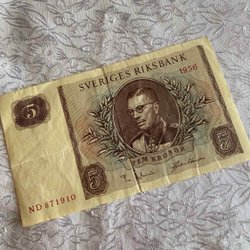 SVERIGES RIKSBANK
1956
5
FEM KRONOR
ND 871910
5